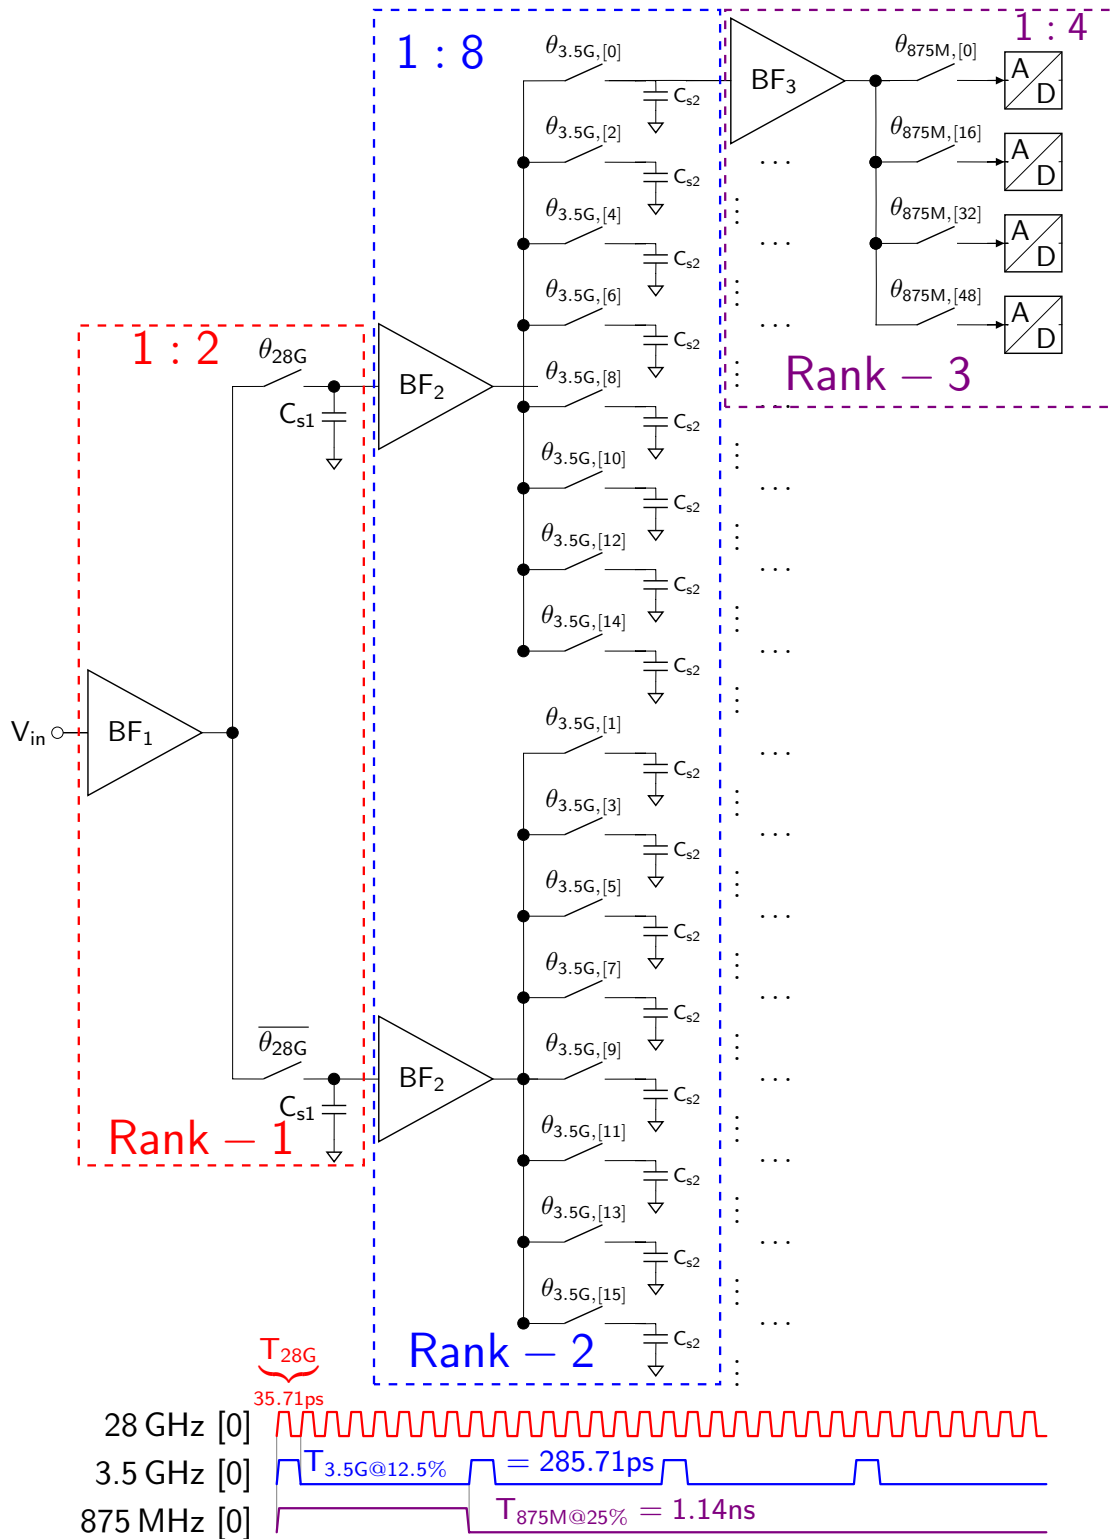 1 : 8
1 : 4
θ3.5G,[0]
Cs2
BF3
θ875M,[0]
A
D
θ3.5G,[2]
Cs2
. . .
θ875M,[16]
A
D
θ3.5G,[4]
Cs2
. . .
θ875M,[32]
A
D
θ3.5G,[6]
Cs2
. . .
θ875M,[48]
A
D
Rank − 3
1 : 2
θ28G
Cs1
BF2
θ3.5G,[8]
Cs2
. . .
θ3.5G,[10]
Cs2
. . .
θ3.5G,[12]
Cs2
. . .
θ3.5G,[14]
Cs2
. . .
Vin
BF1
θ3.5G,[1]
Cs2
. . .
θ3.5G,[3]
Cs2
. . .
θ3.5G,[5]
Cs2
. . .
θ3.5G,[7]
Cs2
. . .
θ̅28G
Cs1
BF2
θ3.5G,[9]
Cs2
. . .
Rank − 1
θ3.5G,[11]
Cs2
. . .
θ3.5G,[13]
Cs2
. . .
θ3.5G,[15]
Cs2
. . .
Rank − 2
T28G
35.71ps
28 GHz [0]
3.5 GHz [0]
T3.5G@12.5% = 285.71ps
875 MHz [0]
T875M@25% = 1.14ns